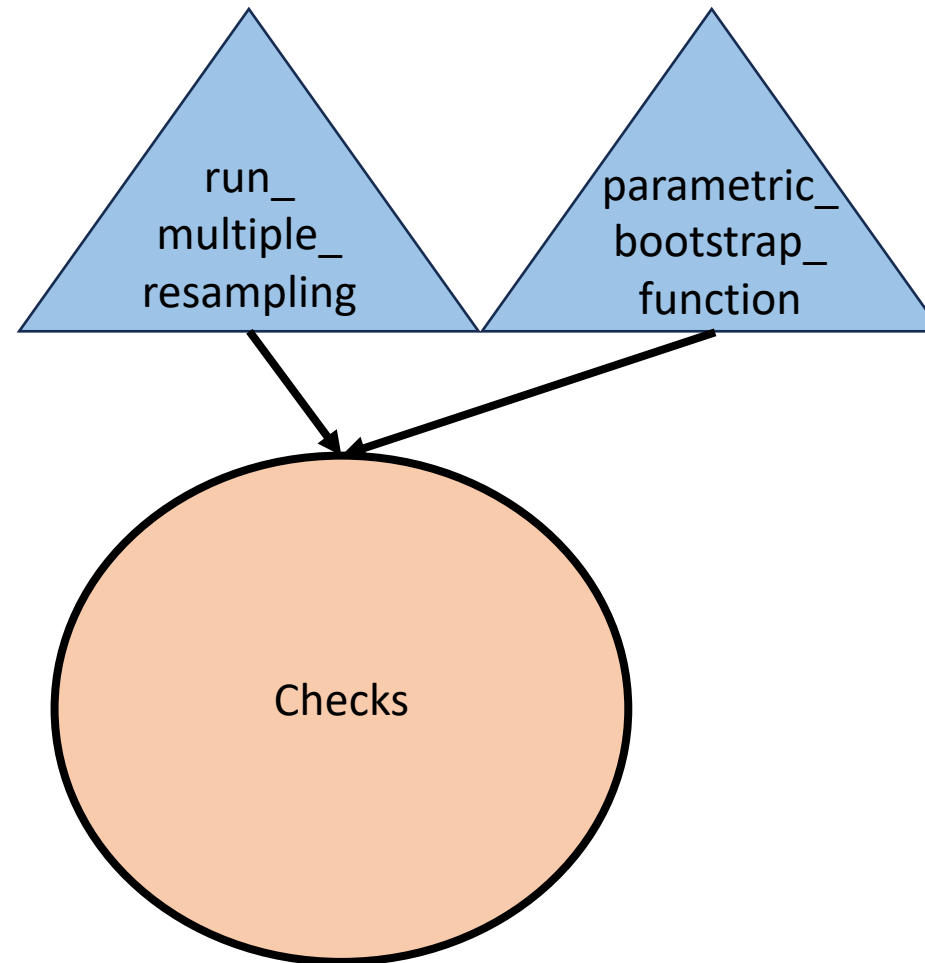 run_
multiple_
resampling
parametric_
bootstrap_
function
Checks